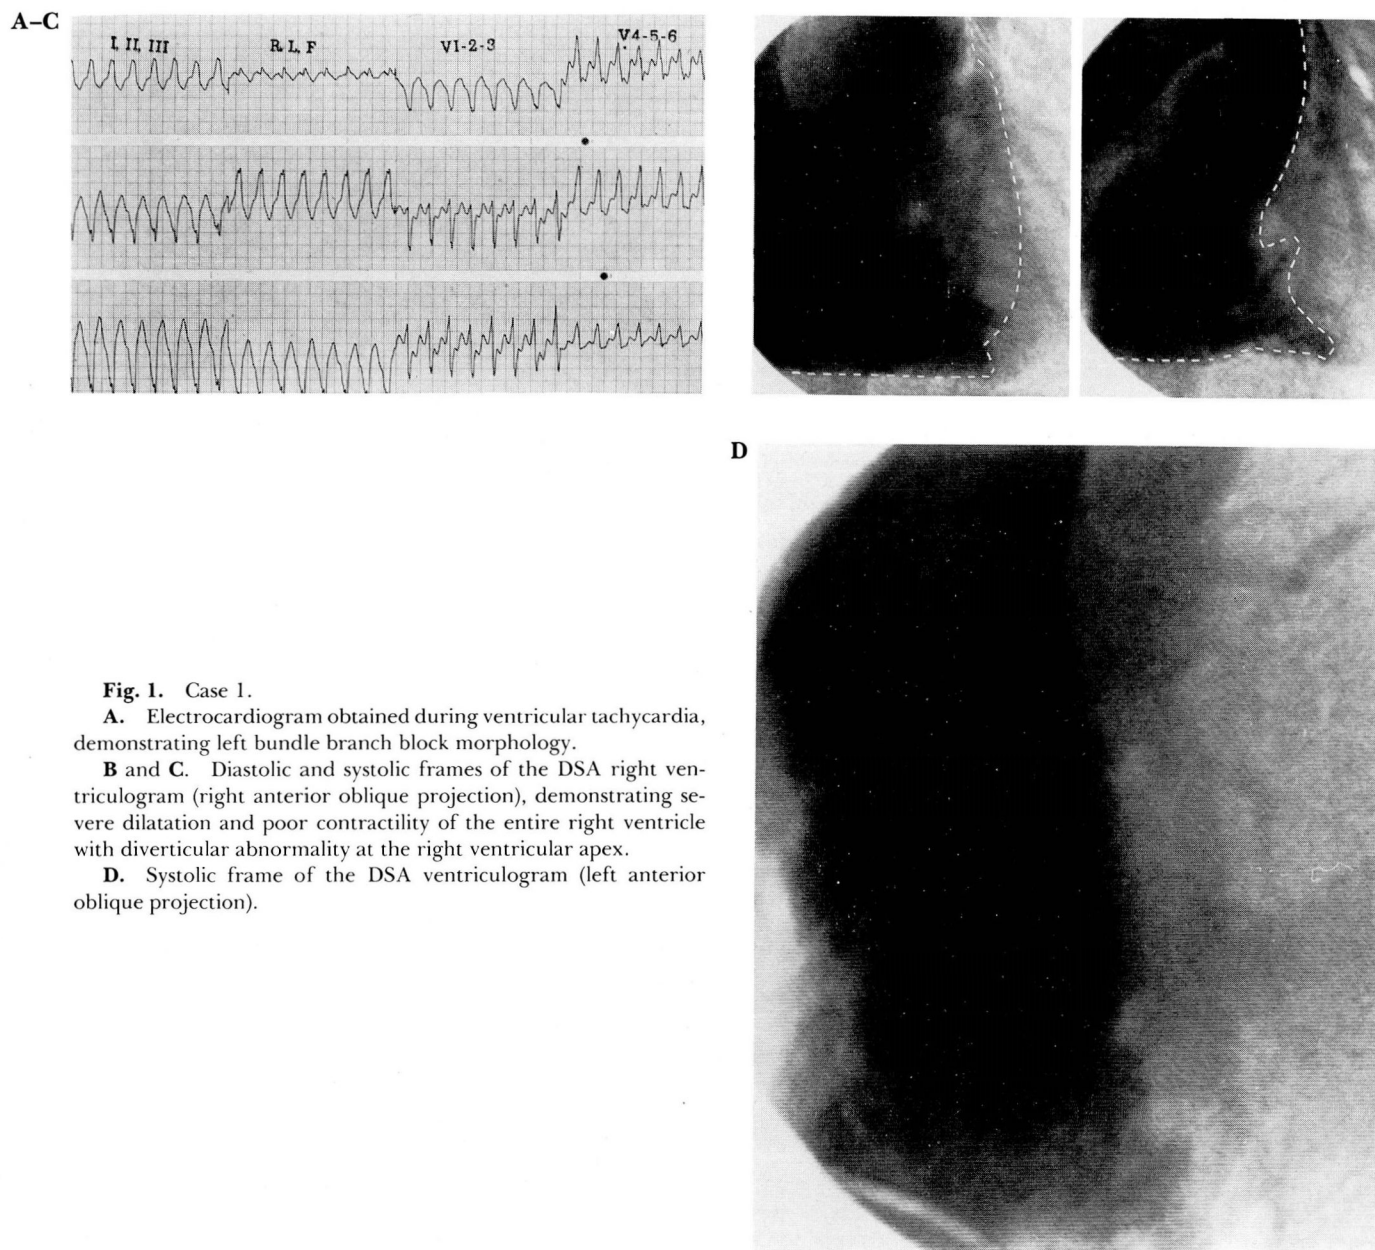 A–C
I, II, III R L F V1-2-3 V4-5-6
D
Fig. 1. Case 1.
A. Electrocardiogram obtained during ventricular tachycardia,
demonstrating left bundle branch block morphology.
B and C. Diastolic and systolic frames of the DSA right ven-
triculogram (right anterior oblique projection), demonstrating se-
vere dilatation and poor contractility of the entire right ventricle
with diverticular abnormality at the right ventricular apex.
D. Systolic frame of the DSA ventriculogram (left anterior
oblique projection).